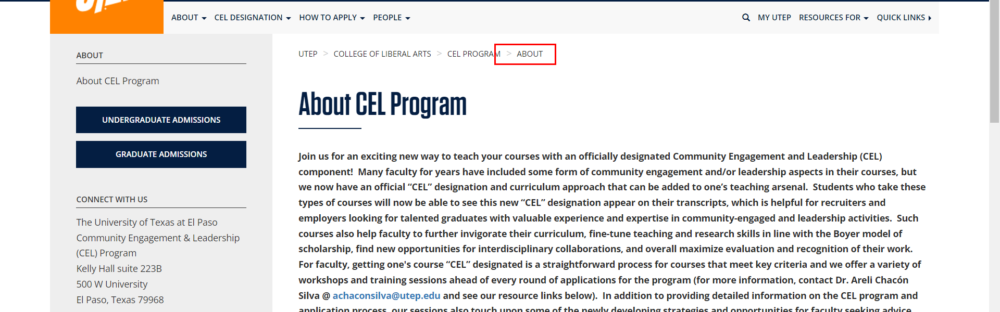 ABOUT CEL DESIGNATION HOW TO APPLY PEOPLE MY UTEP RESOURCES FOR QUICK LINKS
ABOUT
About CEL Program
UNDERGRADUATE ADMISSIONS
GRADUATE ADMISSIONS
CONNECT WITH US
The University of Texas at El Paso
Community Engagement & Leadership
(CEL) Program
Kelly Hall suite 223B
500 W University
El Paso, Texas 79968
UTEP > COLLEGE OF LIBERAL ARTS > CEL PROGRAM > ABOUT
About CEL Program
Join us for an exciting new way to teach your courses with an officially designated Community Engagement and Leadership (CEL)
component!  Many faculty for years have included some form of community engagement and/or leadership aspects in their courses, but
we now have an official “CEL” designation and curriculum approach that can be added to one’s teaching arsenal.  Students who take these
types of courses will now be able to see this new “CEL” designation appear on their transcripts, which is helpful for recruiters and
employers looking for talented graduates with valuable experience and expertise in community-engaged and leadership activities.  Such
courses also help faculty to further invigorate their curriculum, fine-tune teaching and research skills in line with the Boyer model of
scholarship, find new opportunities for interdisciplinary collaborations, and overall maximize evaluation and recognition of their work.
For faculty, getting one's course “CEL” designated is a straightforward process for courses that meet key criteria and we offer a variety of
workshops and training sessions ahead of every round of applications for the program (for more information, contact Dr. Areli Chacón
Silva @ achaconsilva@utep.edu and see our resource links below).  In addition to providing detailed information on the CEL program and
application process, our sessions also touch upon some of the newly developing strategies and opportunities for faculty seeking advice